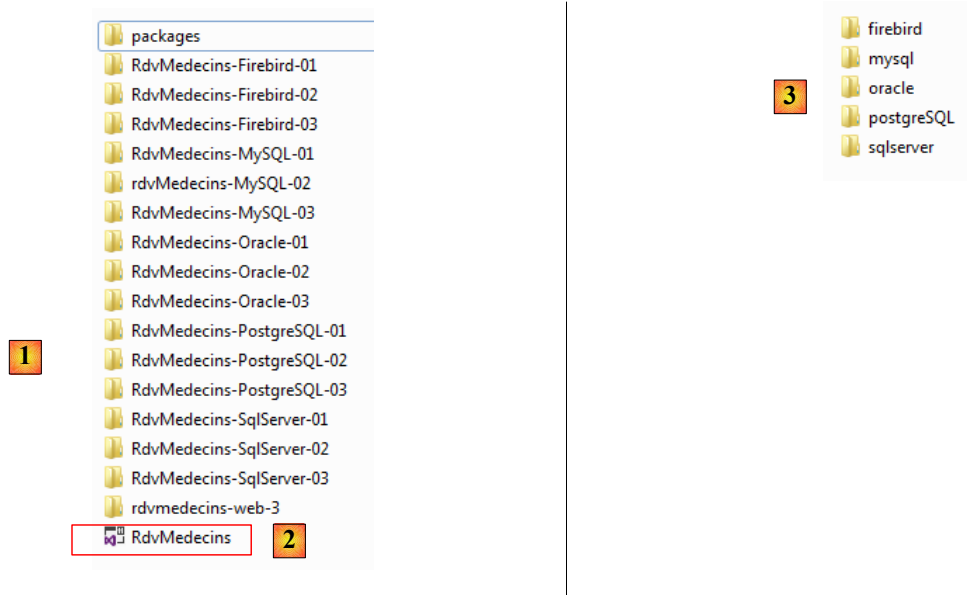 packages
RdvMedecins-Firebird-01
RdvMedecins-Firebird-02
RdvMedecins-Firebird-03
RdvMedecins-MySQL-01
rdvMedecins-MySQL-02
RdvMedecins-MySQL-03
RdvMedecins-Oracle-01
RdvMedecins-Oracle-02
RdvMedecins-Oracle-03
RdvMedecins-PostgreSQL-01
1
RdvMedecins-PostgreSQL-02
RdvMedecins-PostgreSQL-03
RdvMedecins-SqlServer-01
RdvMedecins-SqlServer-02
RdvMedecins-SqlServer-03
rdvmedecins-web-3
RdvMedecins
2
firebird
mysql
3
oracle
postgreSQL
sqlserver